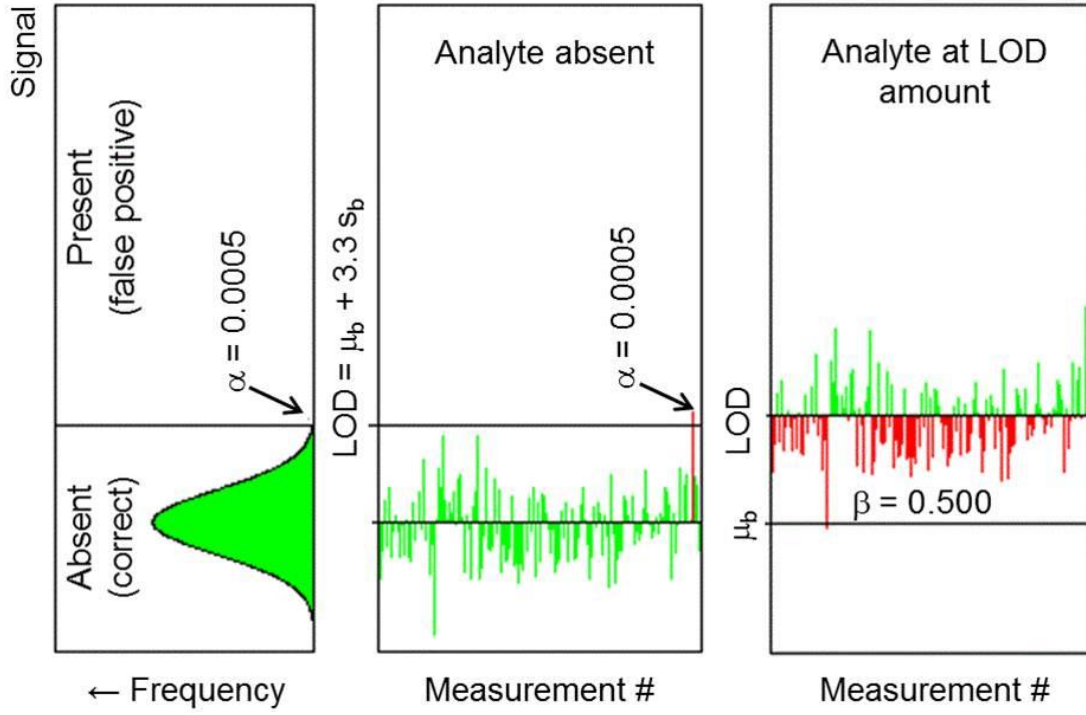 Signal
Present
(false positive)
Absent
(correct)
α = 0.0005
← Frequency
LOD = μb + 3.3 sb
Analyte absent
α = 0.0005
Measurement #
LOD
μb
Analyte at LOD
amount
β = 0.500
Measurement #